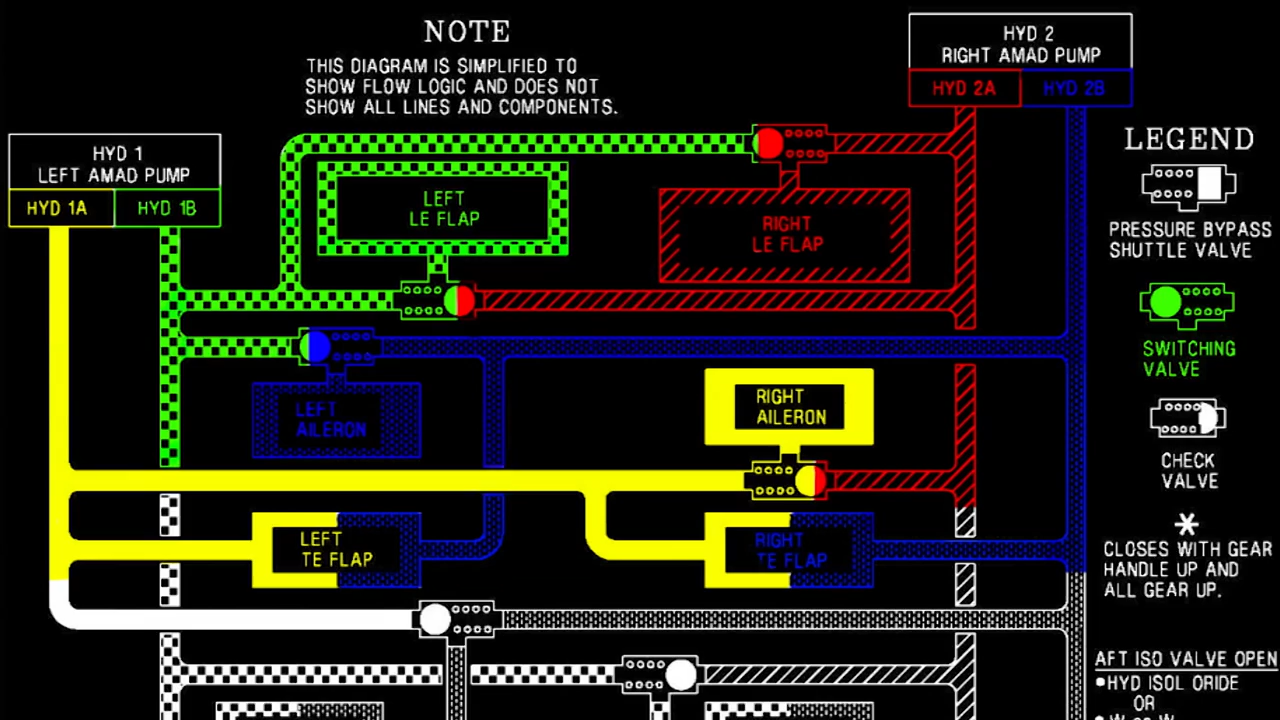 NOTE
THIS DIAGRAM IS SIMPLIFIED TO
SHOW FLOW LOGIC AND DOES NOT
SHOW ALL LINES AND COMPONENTS.
HYD 2
RIGHT AMAD PUMP
HYD 2A
HYD 2B
HYD 1
LEFT AMAD PUMP
HYD 1A
HYD 1B
LEFT
LE FLAP
RIGHT
LE FLAP
LEFT
AILERON
RIGHT
AILERON
LEFT
TE FLAP
RIGHT
TE FLAP
LEGEND
PRESSURE BYPASS
SHUTTLE VALVE
SWITCHING
VALVE
CHECK
VALVE
*
CLOSES WITH GEAR
HANDLE UP AND
ALL GEAR UP.
AFT ISO VALVE OPEN
•HYD ISOL ORIDE
OR